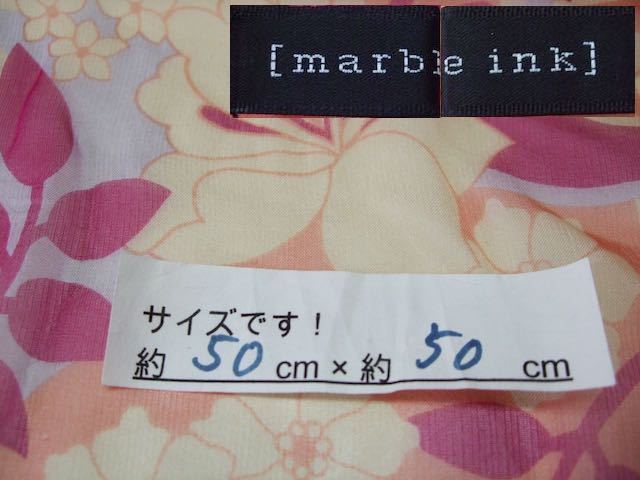 [marble ink]
サイズです！
約 50 cm × 約 50 cm